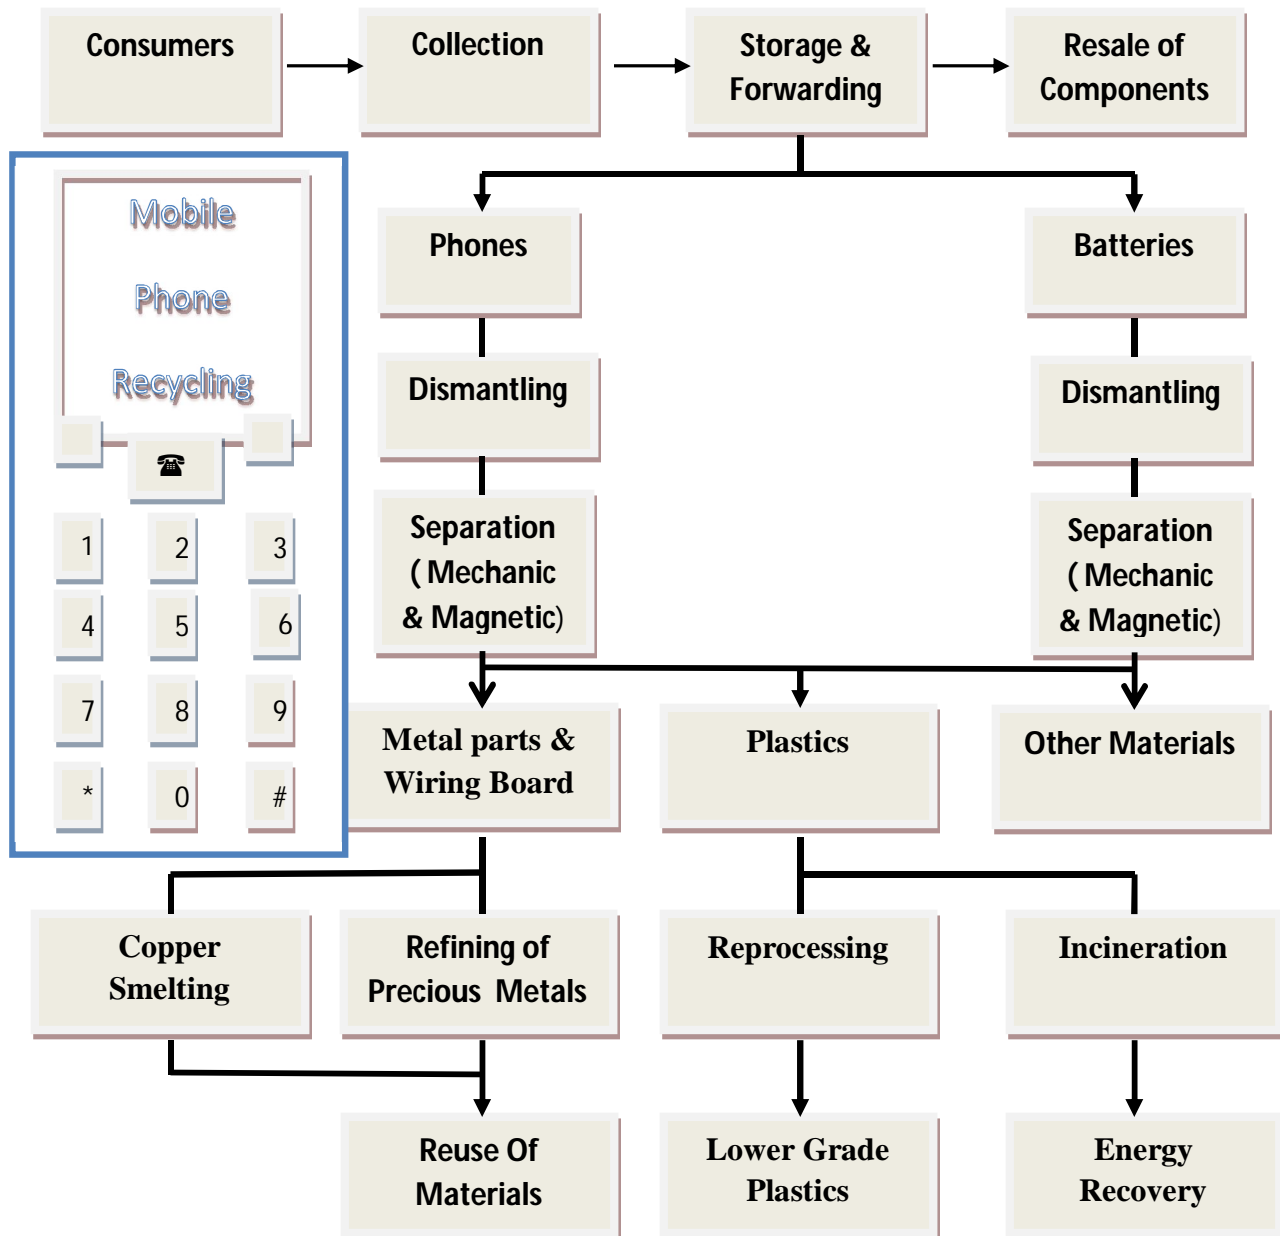 Consumers
Collection
Storage &
Forwarding
Resale of
Components
Mobile
Phone
Recycling
☎
1
2
3
4
5
6
7
8
9
*
0
#
Phones
Batteries
Dismantling
Dismantling
Separation
( Mechanic
& Magnetic)
Separation
( Mechanic
& Magnetic)
Metal parts &
Wiring Board
Plastics
Other Materials
Copper
Smelting
Refining of
Precious Metals
Reprocessing
Incineration
Reuse Of
Materials
Lower Grade
Plastics
Energy
Recovery